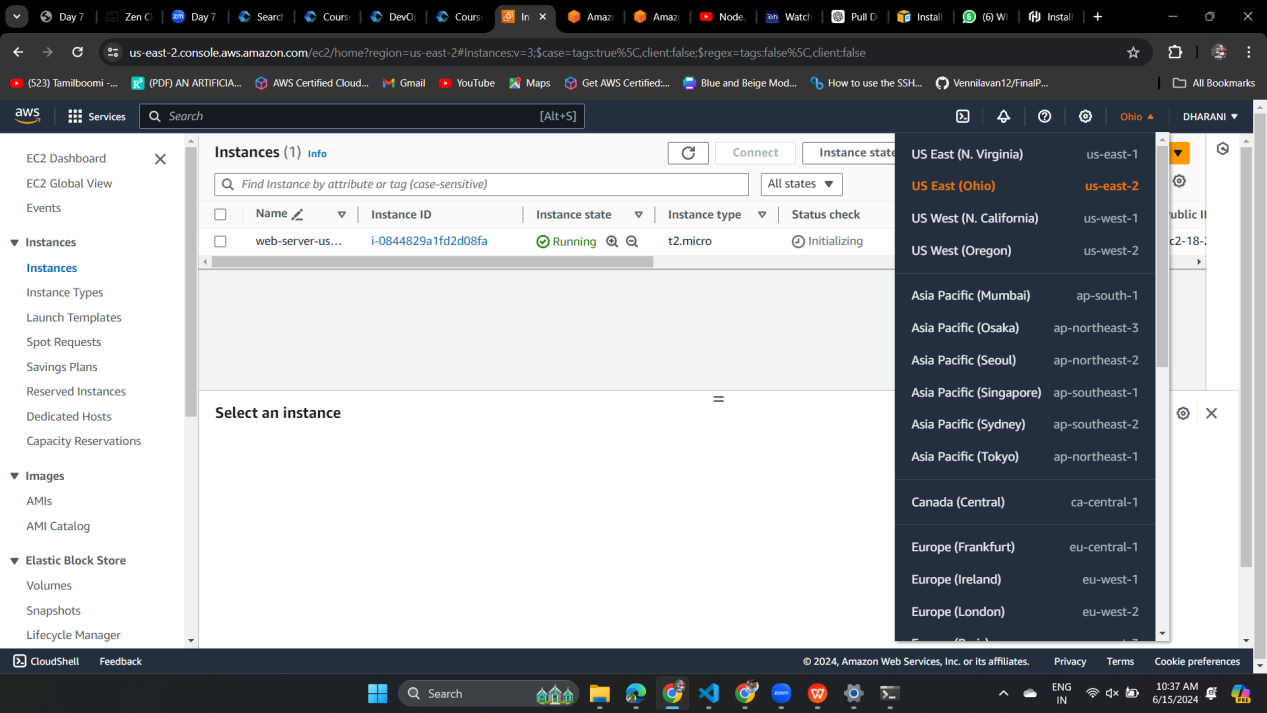 Day 7
Zen Cl
Day 7
Search
Course
DevOp
Course
In
Amazo
Amazo
Node.
Watch
Pull D
Install
(6) W
Install
us-east-2.console.aws.amazon.com/ec2/home?region=us-east-2#Instances:v=3;$case=tags:true%5C,client:false;$regex=tags:false%5C,client:false
(523) Tamilboomi -...
(PDF) AN ARTIFICIA...
AWS Certified Cloud...
Gmail
YouTube
Maps
Get AWS Certified:...
Blue and Beige Mod...
How to use the SSH...
Vennilavan12/FinalP...
All Bookmarks
aws
Services
Search
[Alt+S]
Ohio
DHARANI
EC2 Dashboard
EC2 Global View
Events
Instances
Instances
Instance Types
Launch Templates
Spot Requests
Savings Plans
Reserved Instances
Dedicated Hosts
Capacity Reservations
Images
AMIs
AMI Catalog
Elastic Block Store
Volumes
Snapshots
Lifecycle Manager
Instances (1) Info
Connect
Instance state
Find Instance by attribute or tag (case-sensitive)
All states
Name
Instance ID
Instance state
Instance type
Status check
ublic I
web-server-us...
i-0844829a1fd2d08fa
Running
t2.micro
Initializing
c2-18-2
Select an instance
US East (N. Virginia) us-east-1
US East (Ohio) us-east-2
US West (N. California) us-west-1
US West (Oregon) us-west-2
Asia Pacific (Mumbai) ap-south-1
Asia Pacific (Osaka) ap-northeast-3
Asia Pacific (Seoul) ap-northeast-2
Asia Pacific (Singapore) ap-southeast-1
Asia Pacific (Sydney) ap-southeast-2
Asia Pacific (Tokyo) ap-northeast-1
Canada (Central) ca-central-1
Europe (Frankfurt) eu-central-1
Europe (Ireland) eu-west-1
Europe (London) eu-west-2
CloudShell
Feedback
© 2024, Amazon Web Services, Inc. or its affiliates.
Privacy
Terms
Cookie preferences
Search
zoom
ENG
IN
10:37 AM
6/15/2024
PRE